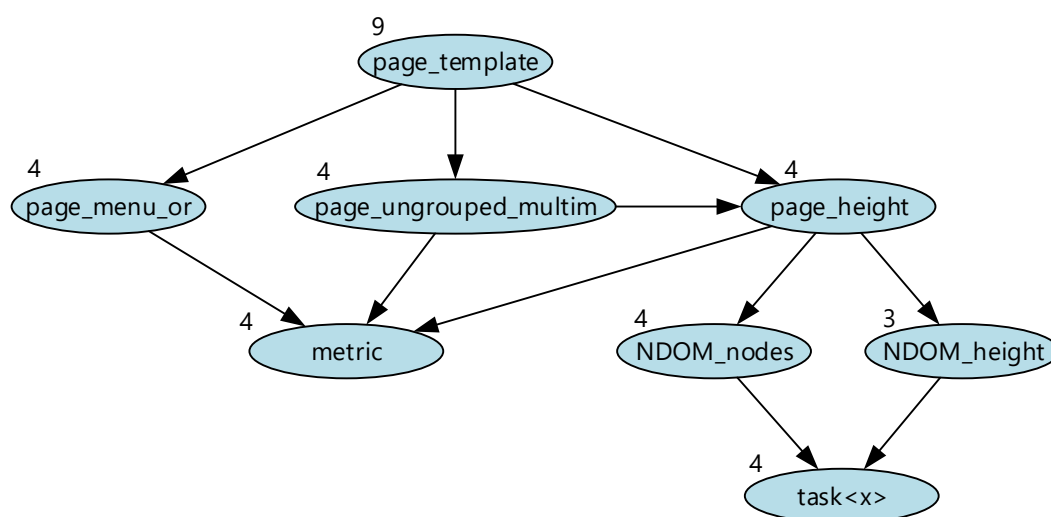 9
page_template
4
page_menu_or
4
page_ungrouped_multim
4
page_height
4
metric
4
NDOM_nodes
3
NDOM_height
4
task<x>